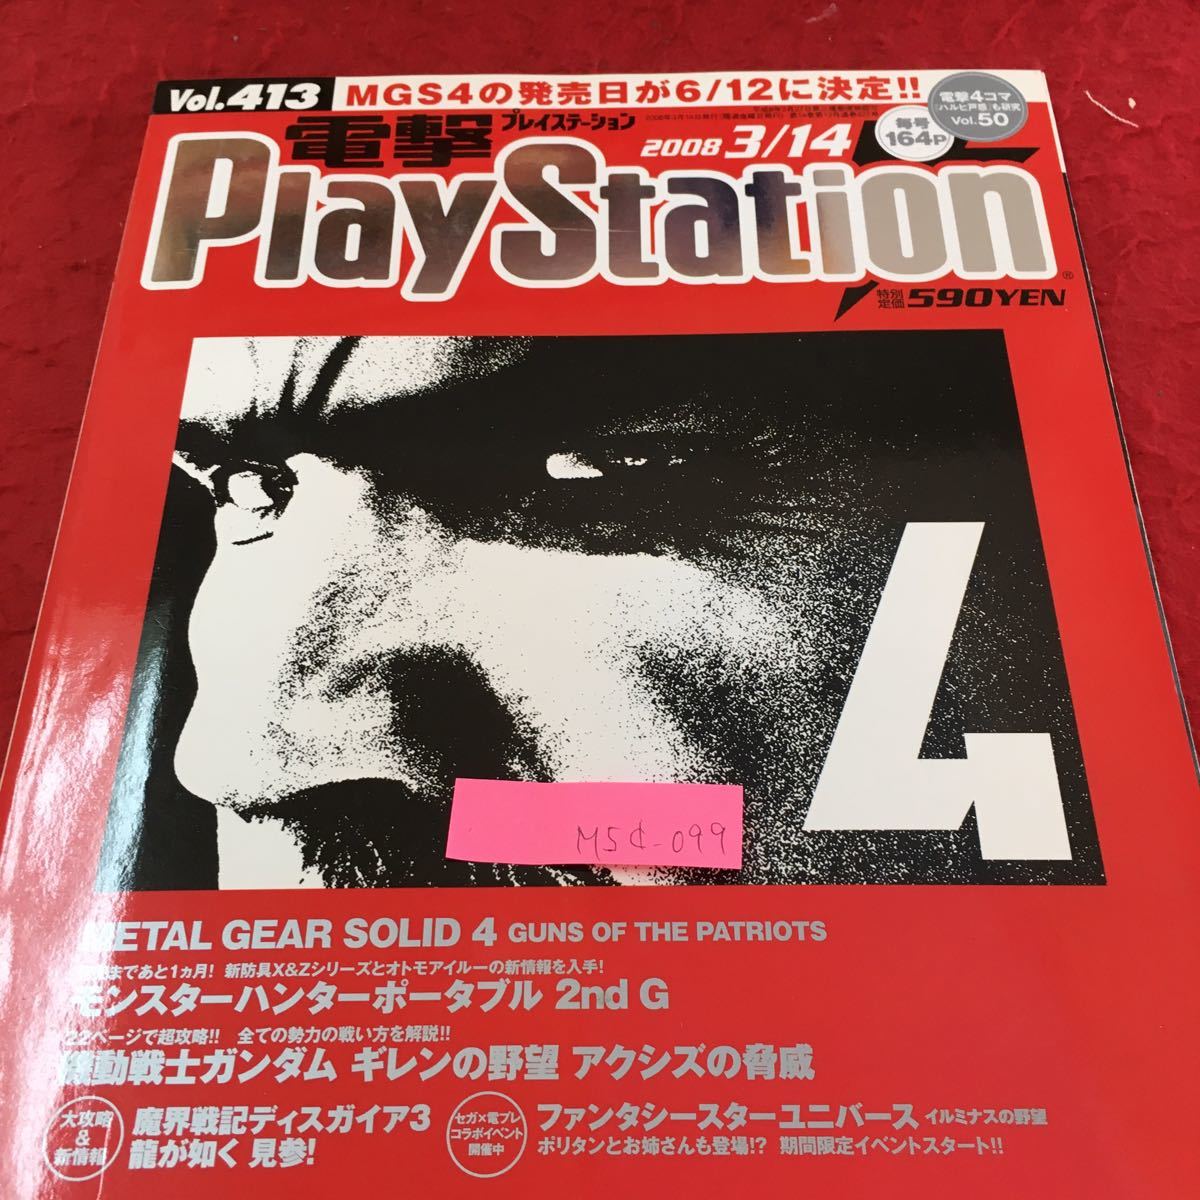 Vol.413
MGS4の発売日が6/12に決定!!
電撃4コマ
も研究
Vol.50
毎号
164P
電撃
プレイステーション
2008 3/14
PlayStation®
特別
定価 590YEN
4
M5¢-099
METAL GEAR SOLID 4 GUNS OF THE PATRIOTS
まであと1ヵ月! 新防具X&Zシリーズとオトモアイルーの新情報を入手!
モンスターハンターポータブル 2nd G
22ページで超攻略!! 全ての勢力の戦い方を解説!!
機動戦士ガンダム ギレンの野望 アクシズの脅威
大攻略
&
新情報
魔界戦記ディスガイア3
龍が如く 見参!
セガ×電プレ
コラボイベント
開催中
ファンタシースターユニバース イルミナスの野望
ポリタンとお姉さんも登場!? 期間限定イベントスタート!!